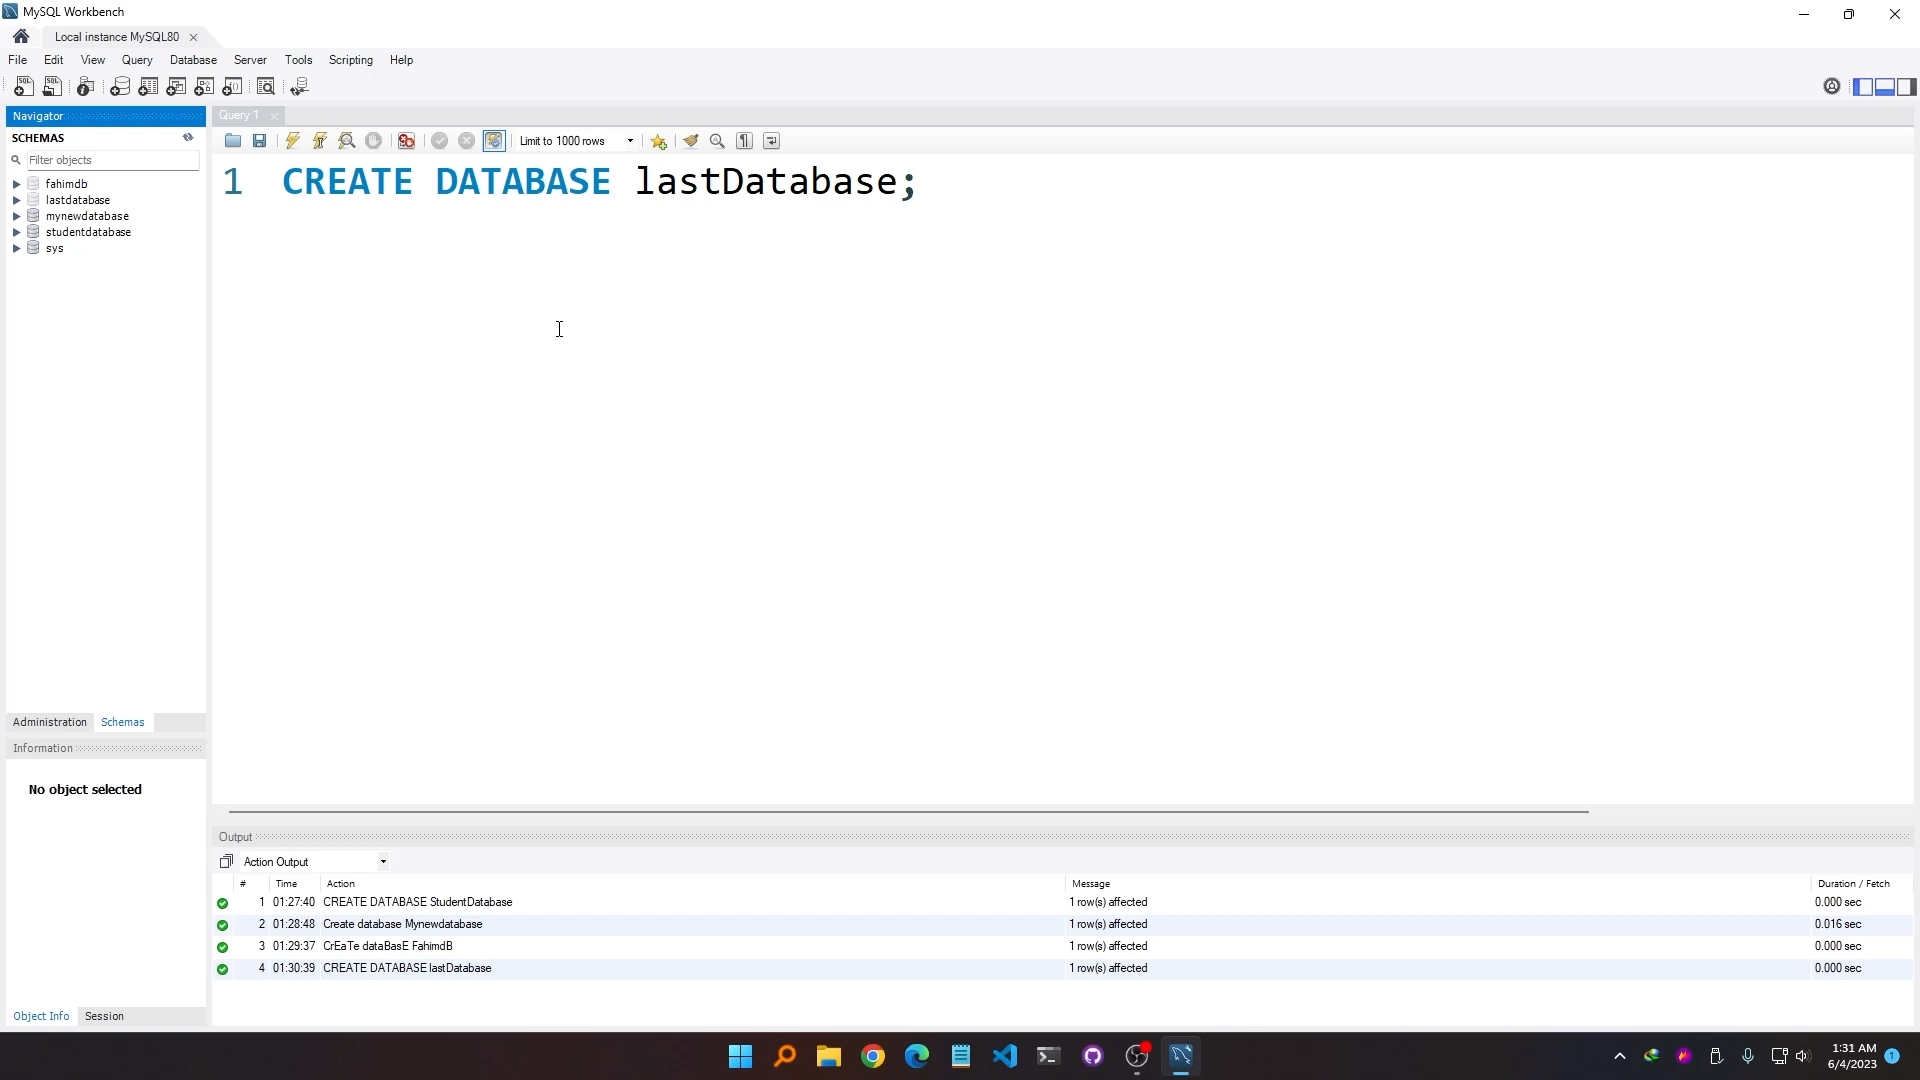 MySQL Workbench
Local instance MySQL80
File Edit View Query Database Server Tools Scripting Help
Navigator
Query 1
SCHEMAS
Limit to 1000 rows
Filter objects
fahimdb
lastdatabase
mynewdatabase
studentdatabase
sys
1 CREATE DATABASE lastDatabase;
Administration Schemas
Information
No object selected
Output
Action Output
# Time Action Message Duration / Fetch
1 01:27:40 CREATE DATABASE StudentDatabase 1 row(s) affected 0.000 sec
2 01:28:48 Create database Mynewdatabase 1 row(s) affected 0.016 sec
3 01:29:37 CrEaTe dataBasE FahimdB 1 row(s) affected 0.000 sec
4 01:30:39 CREATE DATABASE lastDatabase 1 row(s) affected 0.000 sec
Object Info Session
1:31 AM
6/4/2023
1